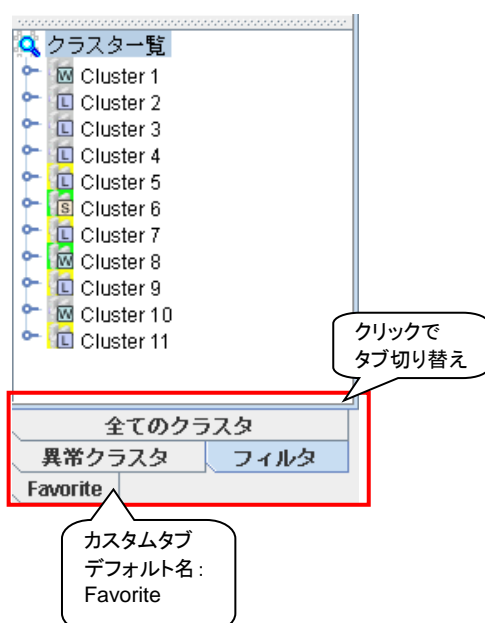 クラスター覧
W Cluster 1
L Cluster 2
L Cluster 3
L Cluster 4
L Cluster 5
S Cluster 6
L Cluster 7
W Cluster 8
L Cluster 9
W Cluster 10
L Cluster 11
クリックで
タブ切り替え
全てのクラスタ
異常クラスタ フィルタ
Favorite
カスタムタブ
デフォルト名:
Favorite